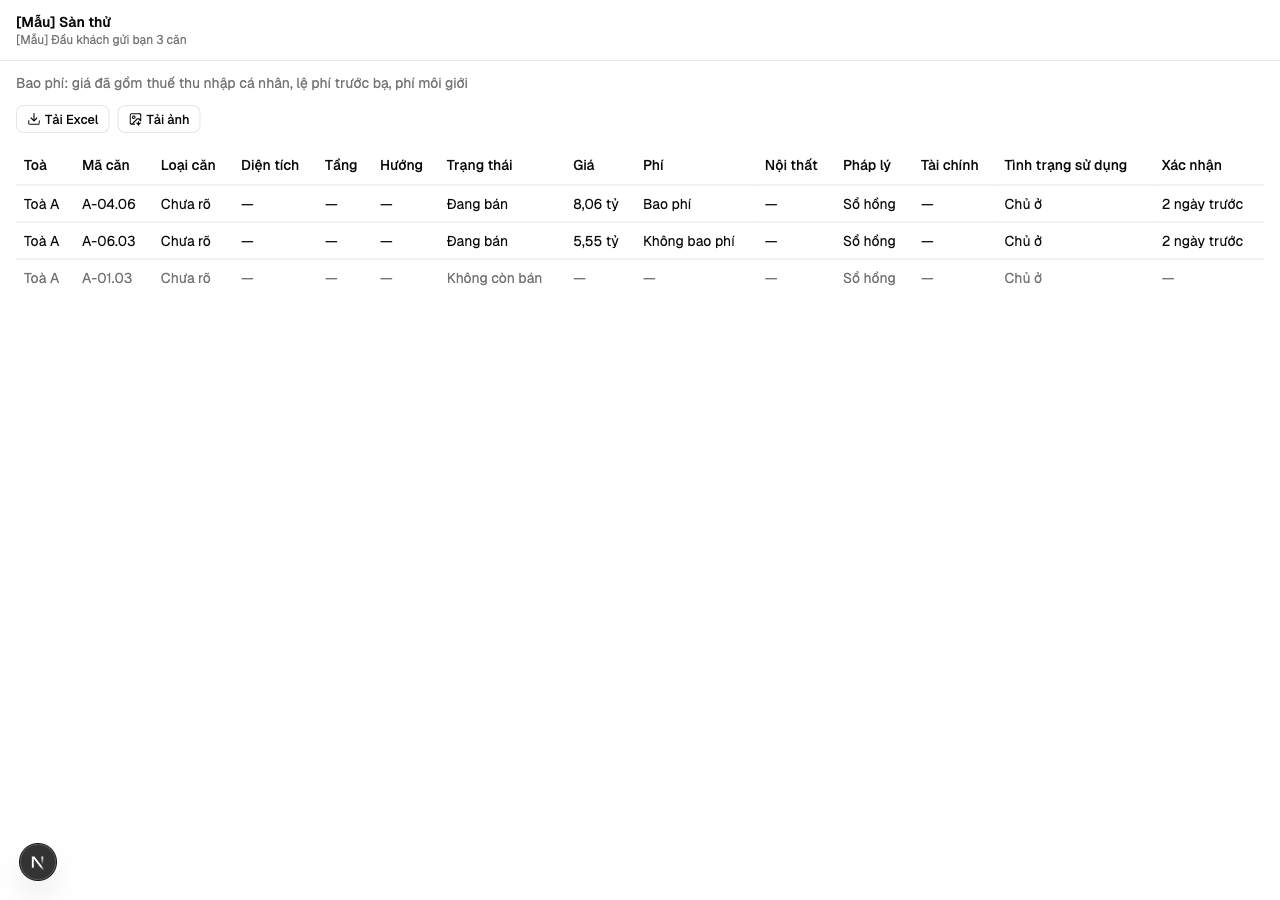 [Mẫu] Sàn thử
[Mẫu] Đầu khách gửi bạn 3 căn
Bao phí: giá đã gồm thuế thu nhập cá nhân, lệ phí trước bạ, phí môi giới
Tải Excel Tải ảnh
Toà Mã căn Loại căn Diện tích Tầng Hướng Trạng thái Giá Phí Nội thất Pháp lý Tài chính Tình trạng sử dụng Xác nhận
Toà A A-04.06 Chưa rõ — — — Đang bán 8,06 tỷ Bao phí — Sổ hồng — Chủ ở 2 ngày trước
Toà A A-06.03 Chưa rõ — — — Đang bán 5,55 tỷ Không bao phí — Sổ hồng — Chủ ở 2 ngày trước
Toà A A-01.03 Chưa rõ — — — Không còn bán — — — Sổ hồng — Chủ ở —
N